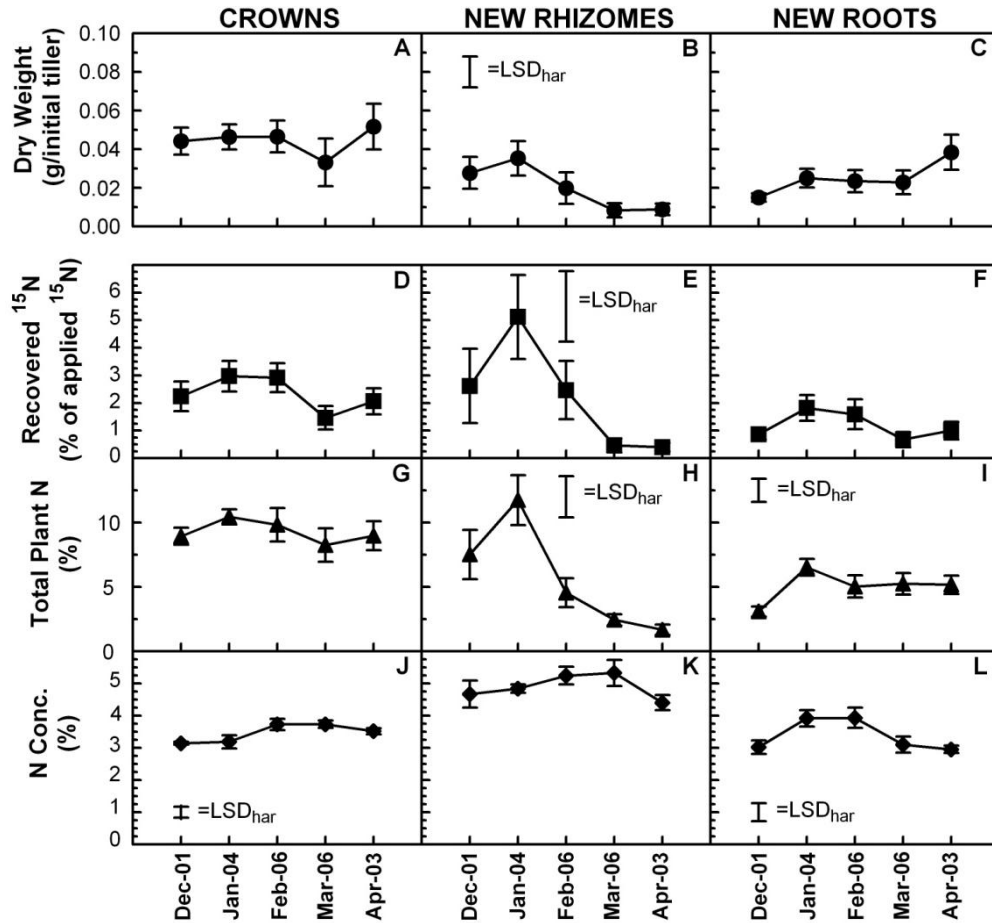 CROWNS NEW RHIZOMES NEW ROOTS
Dry Weight
(g/initial tiller)
0.10
0.08
0.06
0.04
0.02
0.00
A
B
=LSDhar
C
Recovered 15N
(% of applied 15N)
6
5
4
3
2
1
0
D
E
=LSDhar
F
Total Plant N
(%)
10
5
0
G
H
=LSDhar
I
=LSDhar
N Conc.
(%)
5
4
3
2
1
0
J
=LSDhar
K
L
=LSDhar
Dec-01
Jan-04
Feb-06
Mar-06
Apr-03
Dec-01
Jan-04
Feb-06
Mar-06
Apr-03
Dec-01
Jan-04
Feb-06
Mar-06
Apr-03